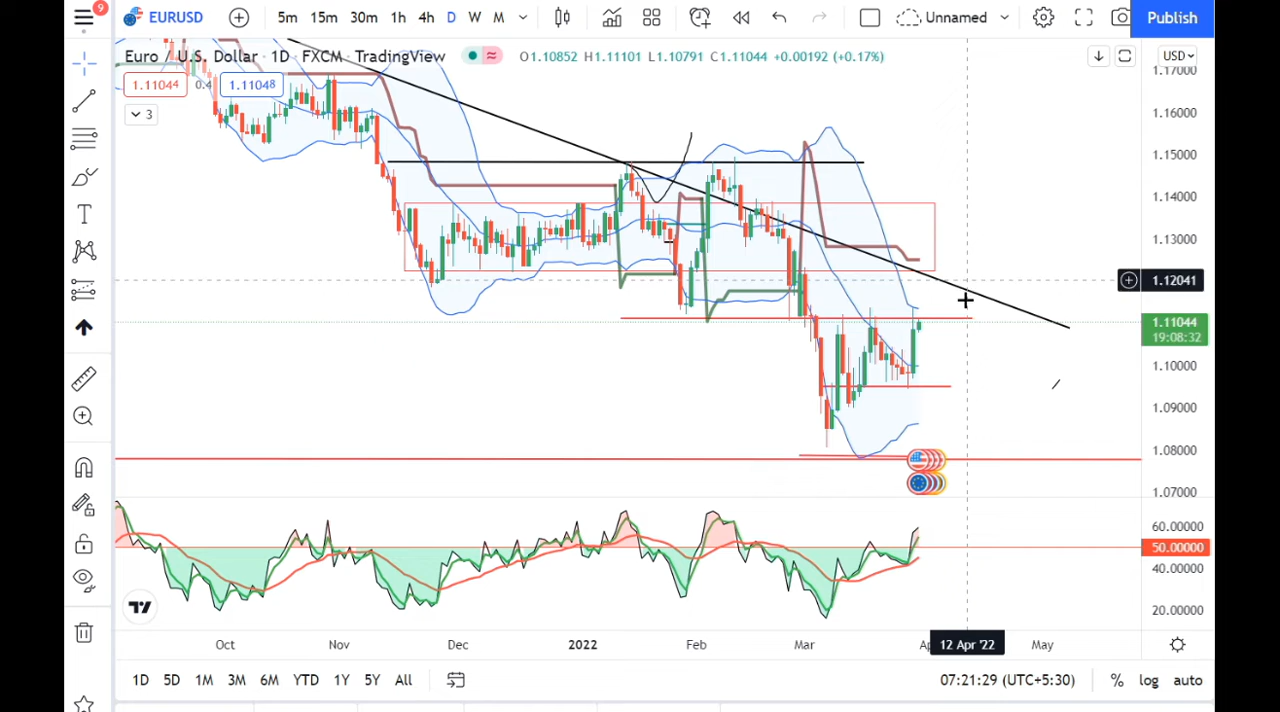 9
EURUSD
5m 15m 30m 1h 4h D W M
Unnamed
Publish
Euro / U.S. Dollar · 1D · FXCM · TradingView
O1.10852 H1.11101 L1.10791 C1.11044 +0.00192 (+0.17%)
USD
1.11044 0.4 1.11048
3
1.17000
1.16000
1.15000
1.14000
1.13000
1.12041
1.11044
19:08:32
1.10000
1.09000
1.08000
1.07000
60.00000
50.00000
40.00000
20.00000
Oct Nov Dec 2022 Feb Mar 12 Apr '22 May
1D 5D 1M 3M 6M YTD 1Y 5Y All
07:21:29 (UTC+5:30) % log auto